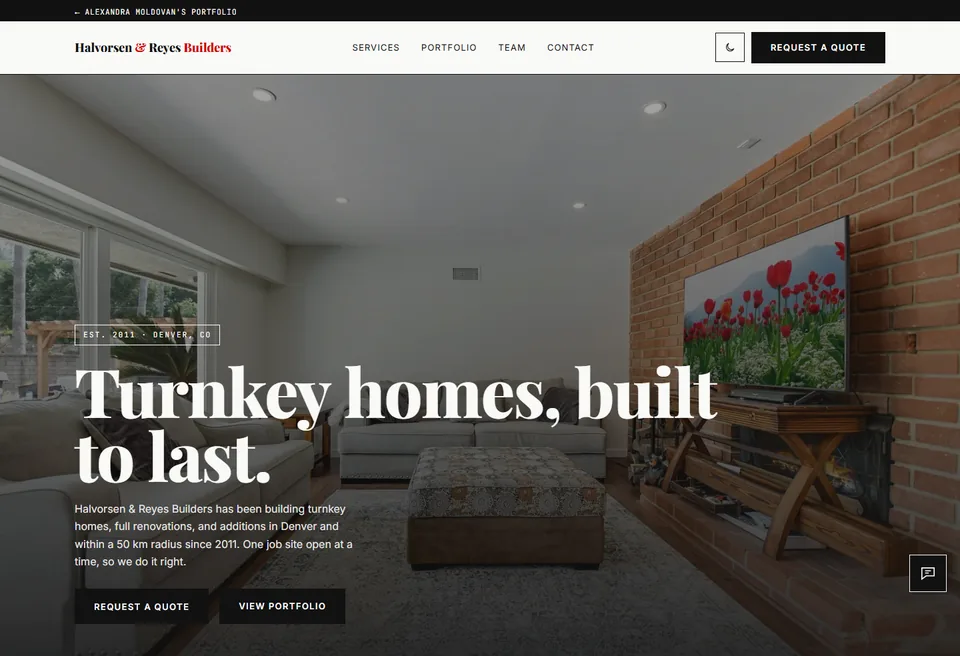 ← ALEXANDRA MOLDOVAN'S PORTFOLIO
Halvorsen & Reyes Builders
SERVICES
PORTFOLIO
TEAM
CONTACT
REQUEST A QUOTE
EST. 2011 · DENVER, CO
Turnkey homes, built
to last.
Halvorsen & Reyes Builders has been building turnkey
homes, full renovations, and additions in Denver and
within a 50 km radius since 2011. One job site open at a
time, so we do it right.
REQUEST A QUOTE
VIEW PORTFOLIO